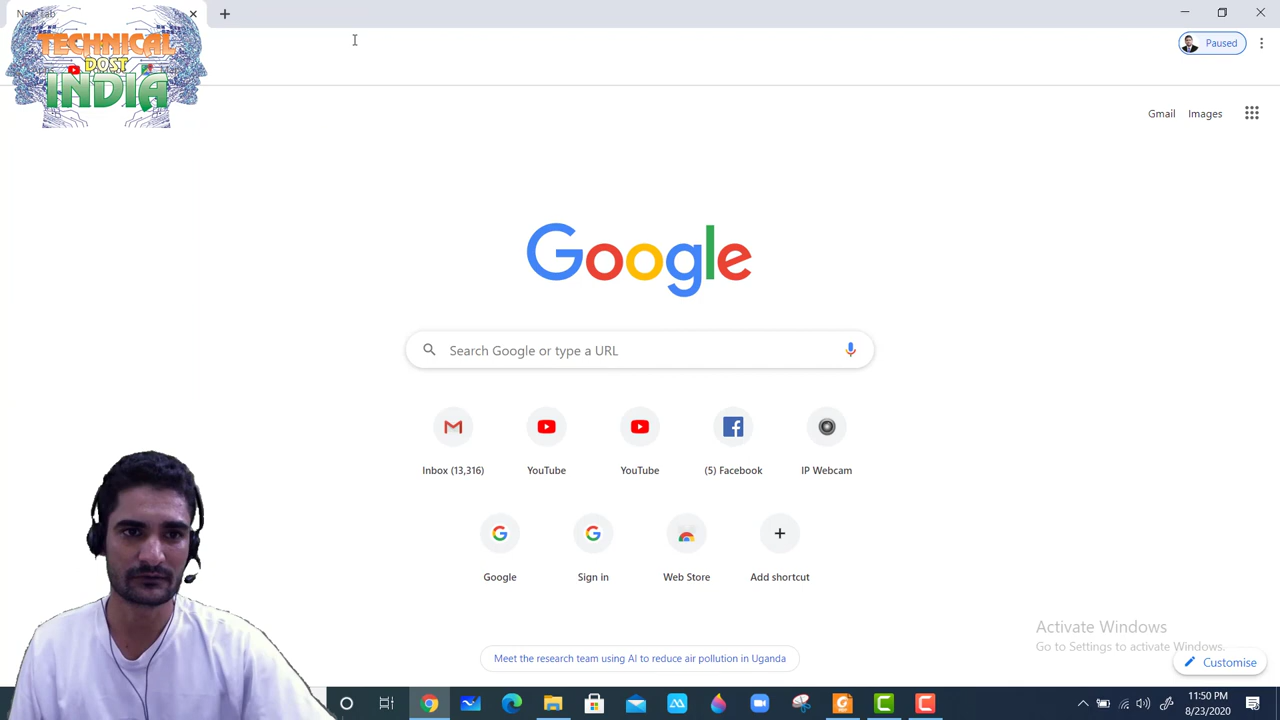 New Tab
Paused
TECHNICAL
DOST
INDIA
Gmail
Images
Google
Search Google or type a URL
Inbox (13,316)
YouTube
YouTube
(5) Facebook
IP Webcam
Google
Sign in
Web Store
Add shortcut
Meet the research team using AI to reduce air pollution in Uganda
Activate Windows
Go to Settings to activate Windows.
Customise
11:50 PM
8/23/2020